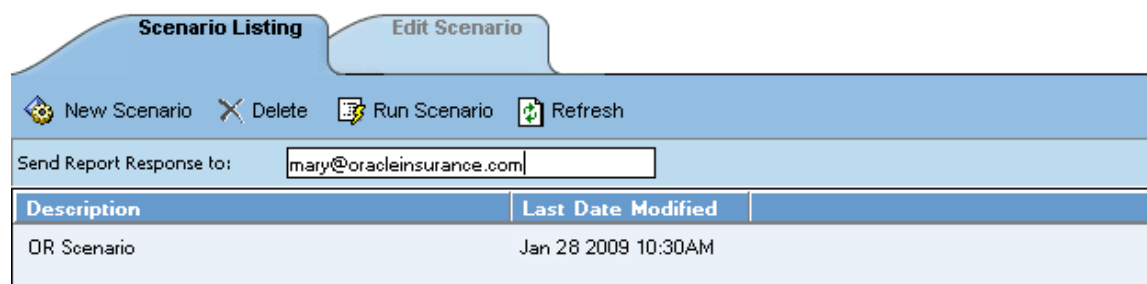 Scenario Listing Edit Scenario
New Scenario Delete Run Scenario Refresh
Send Report Response to: mary@oracleinsurance.com
Description Last Date Modified
OR Scenario Jan 28 2009 10:30AM